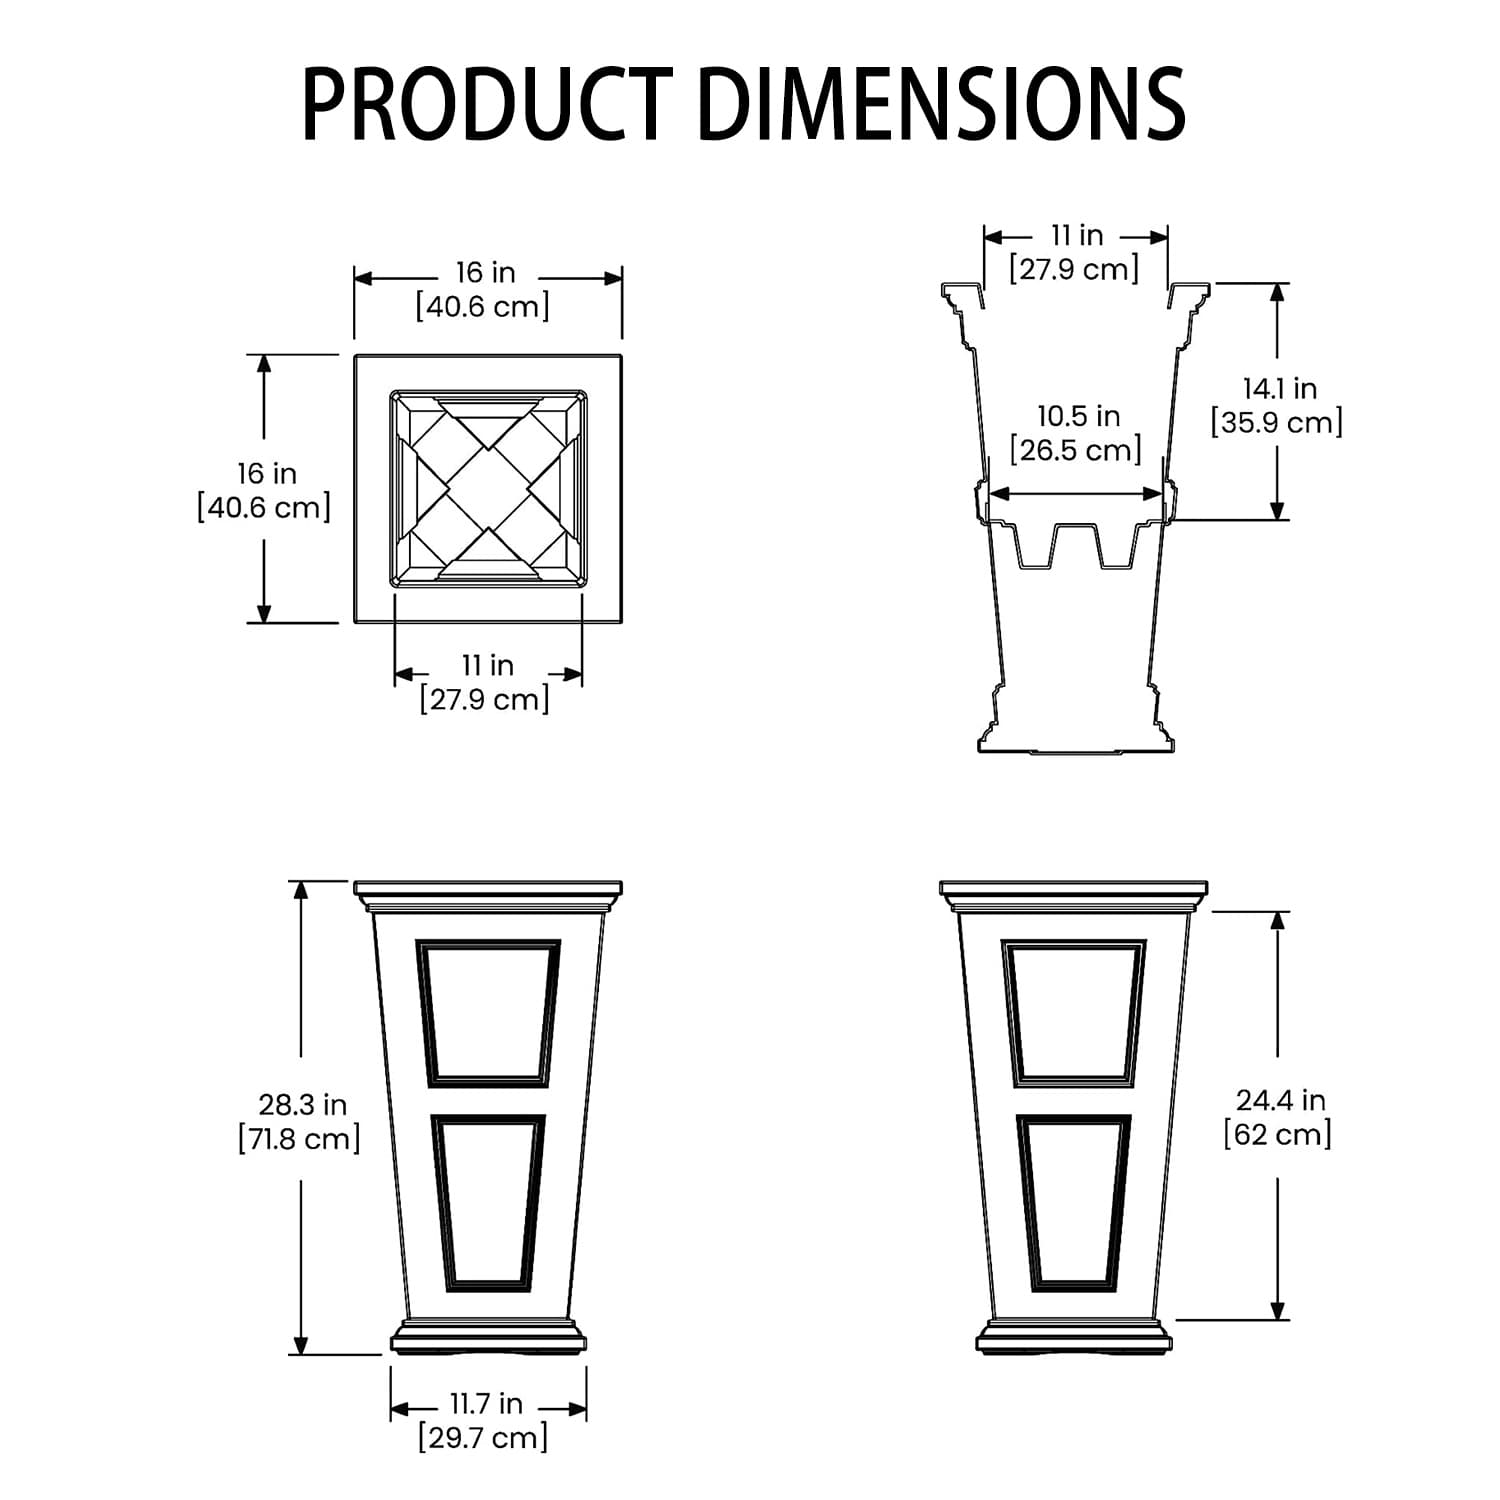 PRODUCT DIMENSIONS
16 in
[40.6 cm]
16 in
[40.6 cm]
11 in
[27.9 cm]
11 in
[27.9 cm]
14.1 in
[35.9 cm]
10.5 in
[26.5 cm]
28.3 in
[71.8 cm]
11.7 in
[29.7 cm]
24.4 in
[62 cm]